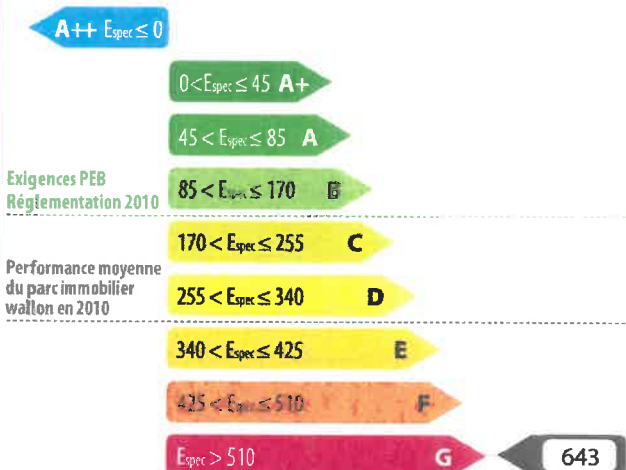 A++ Espec ≤ 0
0 < Espec ≤ 45 A+
45 < Espec ≤ 85 A
Exigences PEB
Réglementation 2010
85 < Espec ≤ 170 B
170 < Espec ≤ 255 C
Performance moyenne
du parc immobilier
wallon en 2010
255 < Espec ≤ 340 D
340 < Espec ≤ 425 E
425 < Espec ≤ 510 F
Espec > 510 G
643